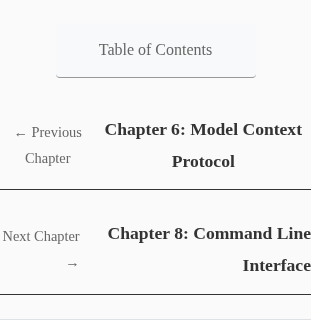 Table of Contents
← Previous
Chapter
Chapter 6: Model Context
Protocol
Next Chapter
→
Chapter 8: Command Line
Interface